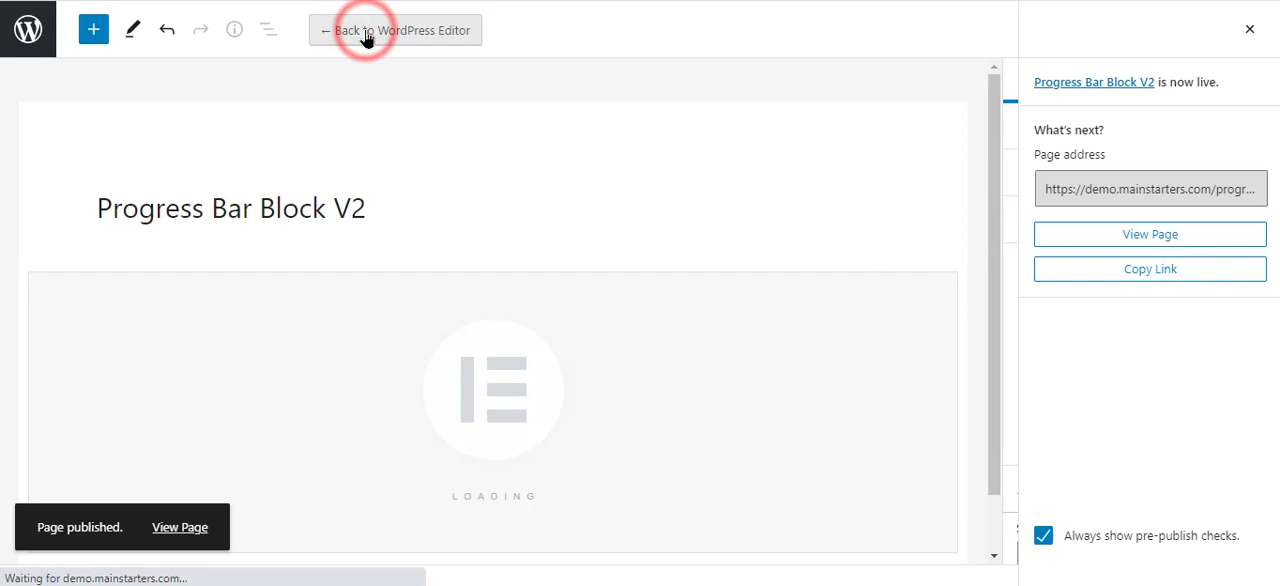 ← Back to WordPress Editor
Progress Bar Block V2 is now live.
What's next?
Page address
https://demo.mainstarters.com/progr...
View Page
Copy Link
Progress Bar Block V2
LOADING
Page published. View Page
Always show pre-publish checks.
Waiting for demo.mainstarters.com...